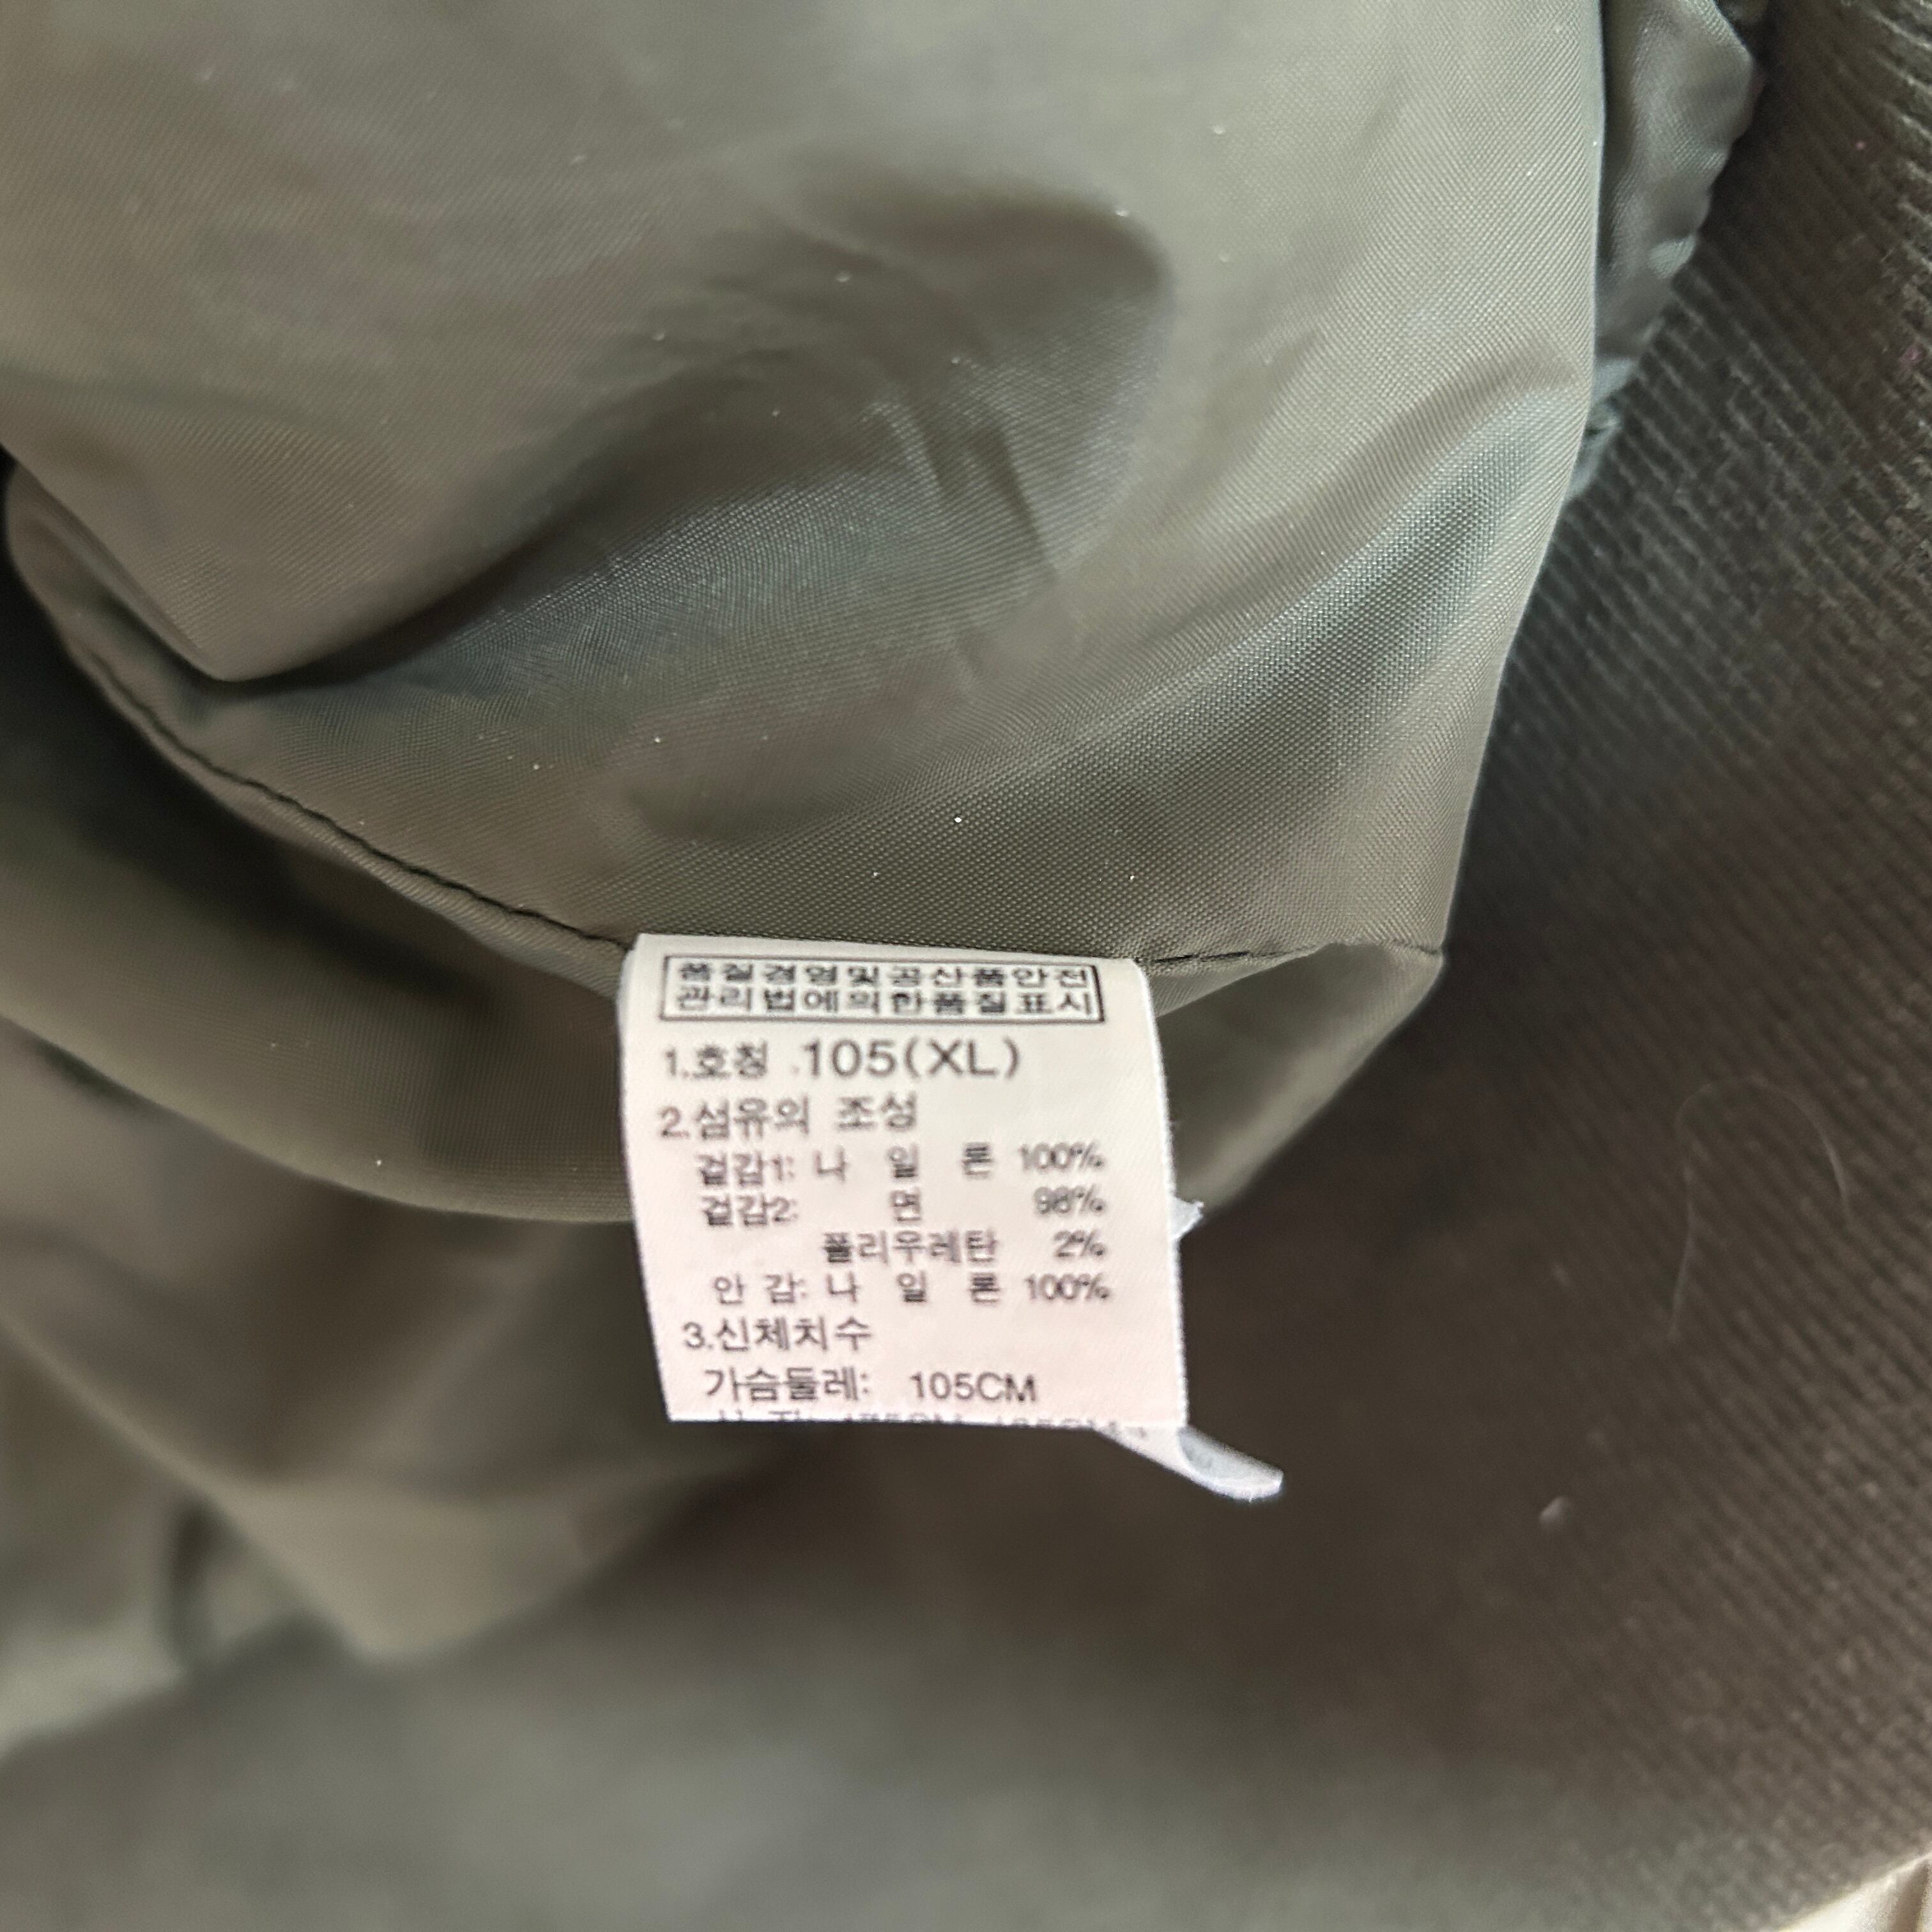 품질경영및공산품안전
관리법에의한품질표시
1.호칭 .105(XL)
2.섬유의 조성
겉감1: 나 일 론 100%
겉감2: 면 98%
폴리우레탄 2%
안 감: 나 일 론 100%
3.신체치수
가슴둘레: 105CM